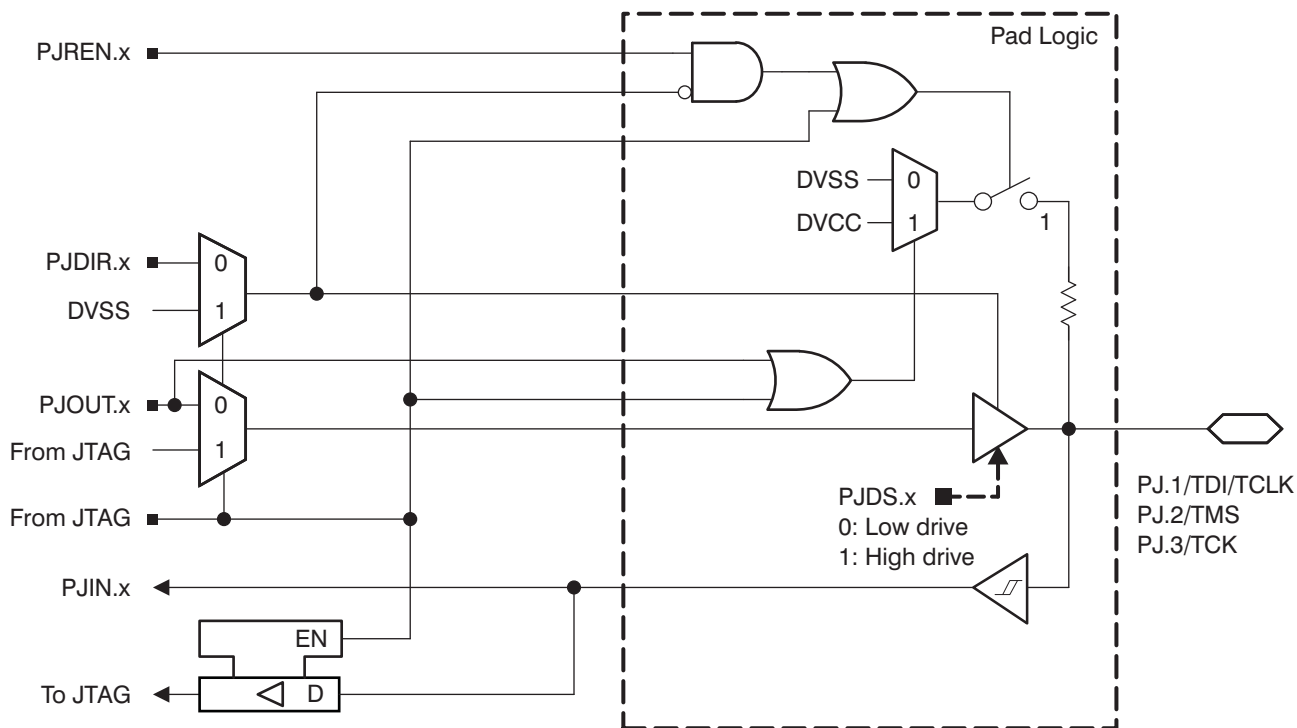 Pad Logic
PJREN.x
DVSS
0
DVCC
1
1
PJDIR.x
0
DVSS
1
PJOUT.x
0
From JTAG
1
From JTAG
PJDS.x
0: Low drive
1: High drive
PJ.1/TDI/TCLK
PJ.2/TMS
PJ.3/TCK
PJIN.x
EN
To JTAG
D